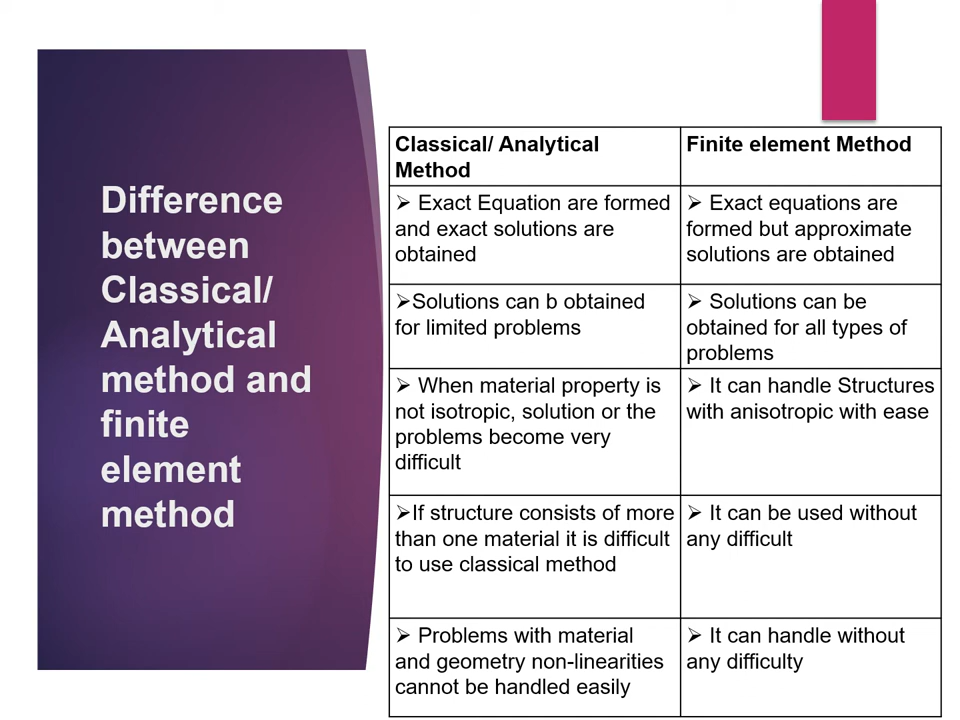 Difference
between
Classical/
Analytical
method and
finite
element
method
Classical/ Analytical
Method
Finite element Method
➢ Exact Equation are formed
and exact solutions are
obtained
➢ Exact equations are
formed but approximate
solutions are obtained
➢Solutions can b obtained
for limited problems
➢ Solutions can be
obtained for all types of
problems
➢ When material property is
not isotropic, solution or the
problems become very
difficult
➢ It can handle Structures
with anisotropic with ease
➢If structure consists of more
than one material it is difficult
to use classical method
➢ It can be used without
any difficult
➢ Problems with material
and geometry non-linearities
cannot be handled easily
➢ It can handle without
any difficulty